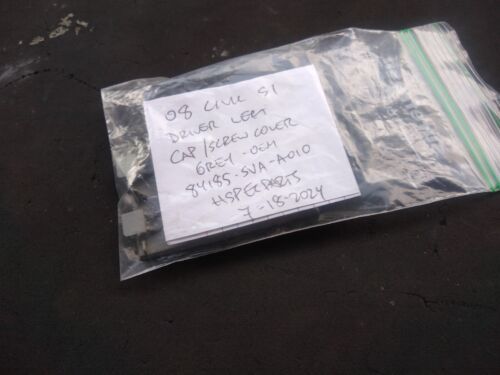 08 CIVIC SI
DRIVER LEFT
CAP/SCREW COVER
GREY-OEM
84185-SVA-A010
HSPECPARTS
7-18-2024